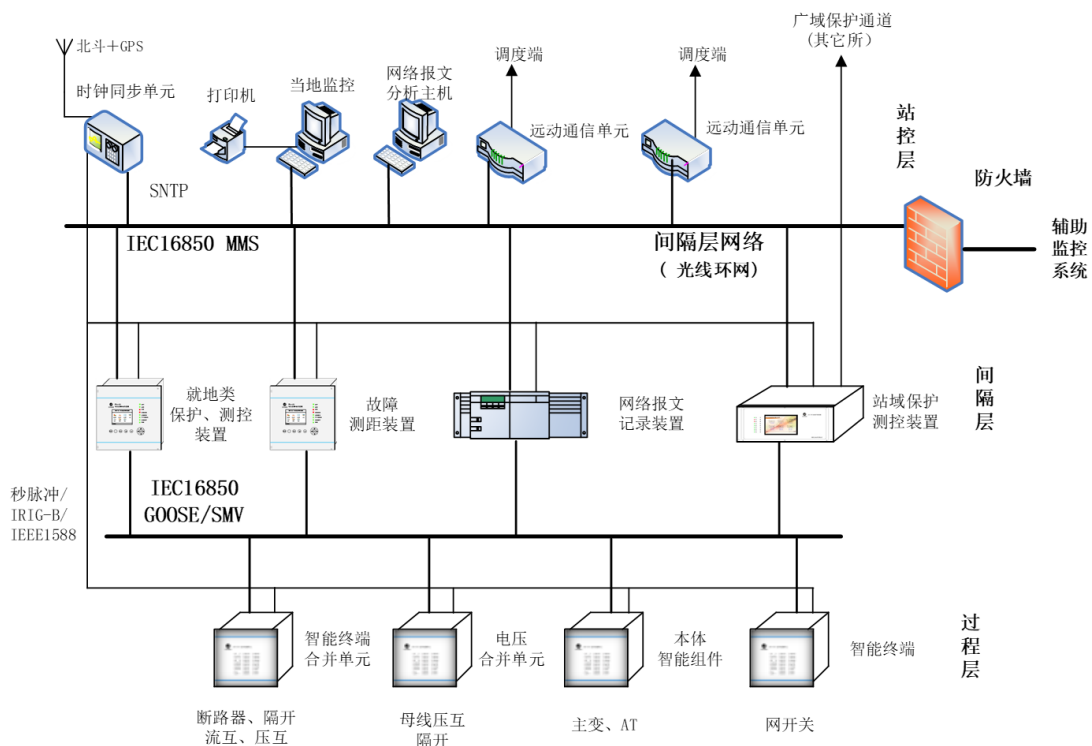 北斗＋GPS
时钟同步单元
打印机
当地监控
网络报文
分析主机
调度端
远动通信单元
调度端
远动通信单元
广域保护通道
(其它所）
站控层
防火墙
SNTP
IEC16850 MMS
间隔层网络
( 光线环网)
辅助
监控
系统
就地类
保护、测控
装置
故障
测距装置
网络报文
记录装置
站域保护
测控装置
间隔层
秒脉冲/
IRIG-B/
IEEE1588
IEC16850
GOOSE/SMV
智能终端
合并单元
电压
合并单元
本体
智能组件
智能终端
过程层
断路器、隔开
流互、压互
母线压互
隔开
主变、AT
网开关